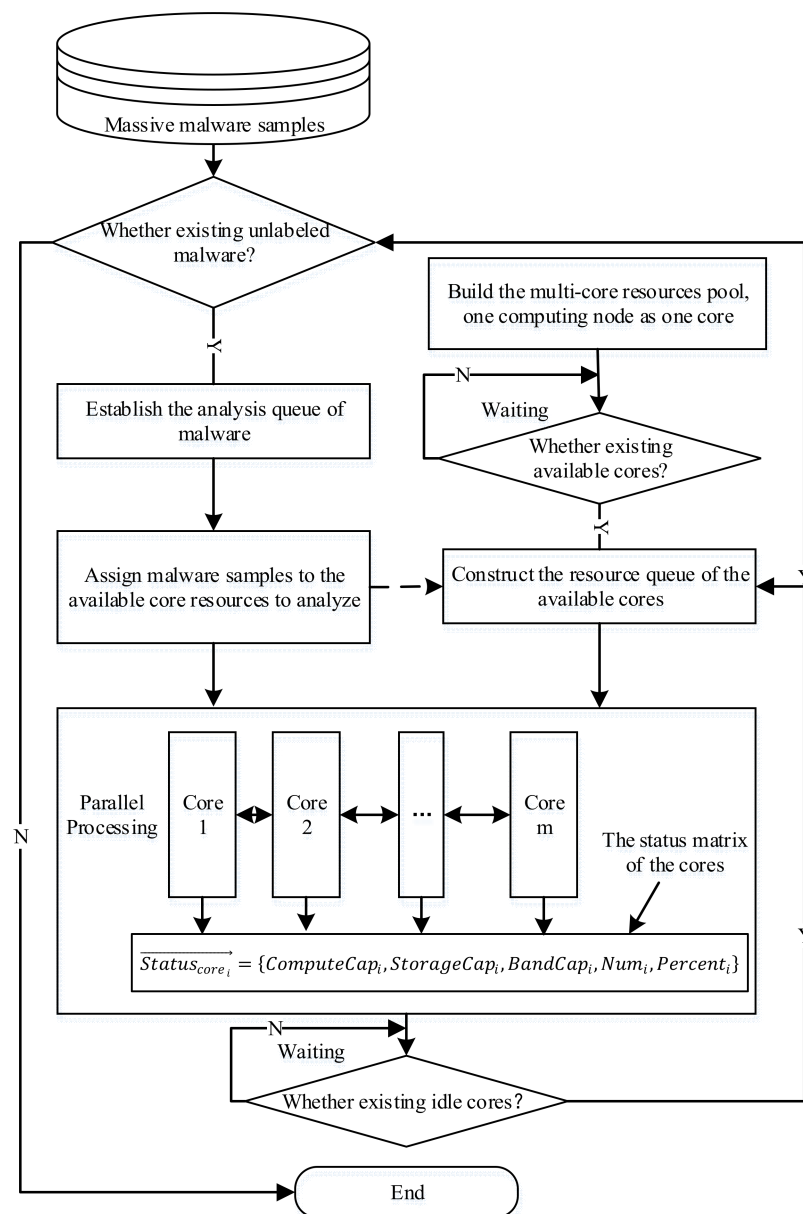 Massive malware samples
Whether existing unlabeled
malware?
Y
Build the multi-core resources pool,
one computing node as one core
N
Waiting
Whether existing
available cores?
Y
Establish the analysis queue of
malware
Assign malware samples to the
available core resources to analyze
Construct the resource queue of the
available cores
Y
Parallel
Processing
Core
1
Core
2
...
Core
m
The status matrix
of the cores
N
Y
Status_{core_i} = {ComputeCap_i, StorageCap_i, BandCap_i, Num_i, Percent_i}
N
Waiting
Whether existing idle cores?
End